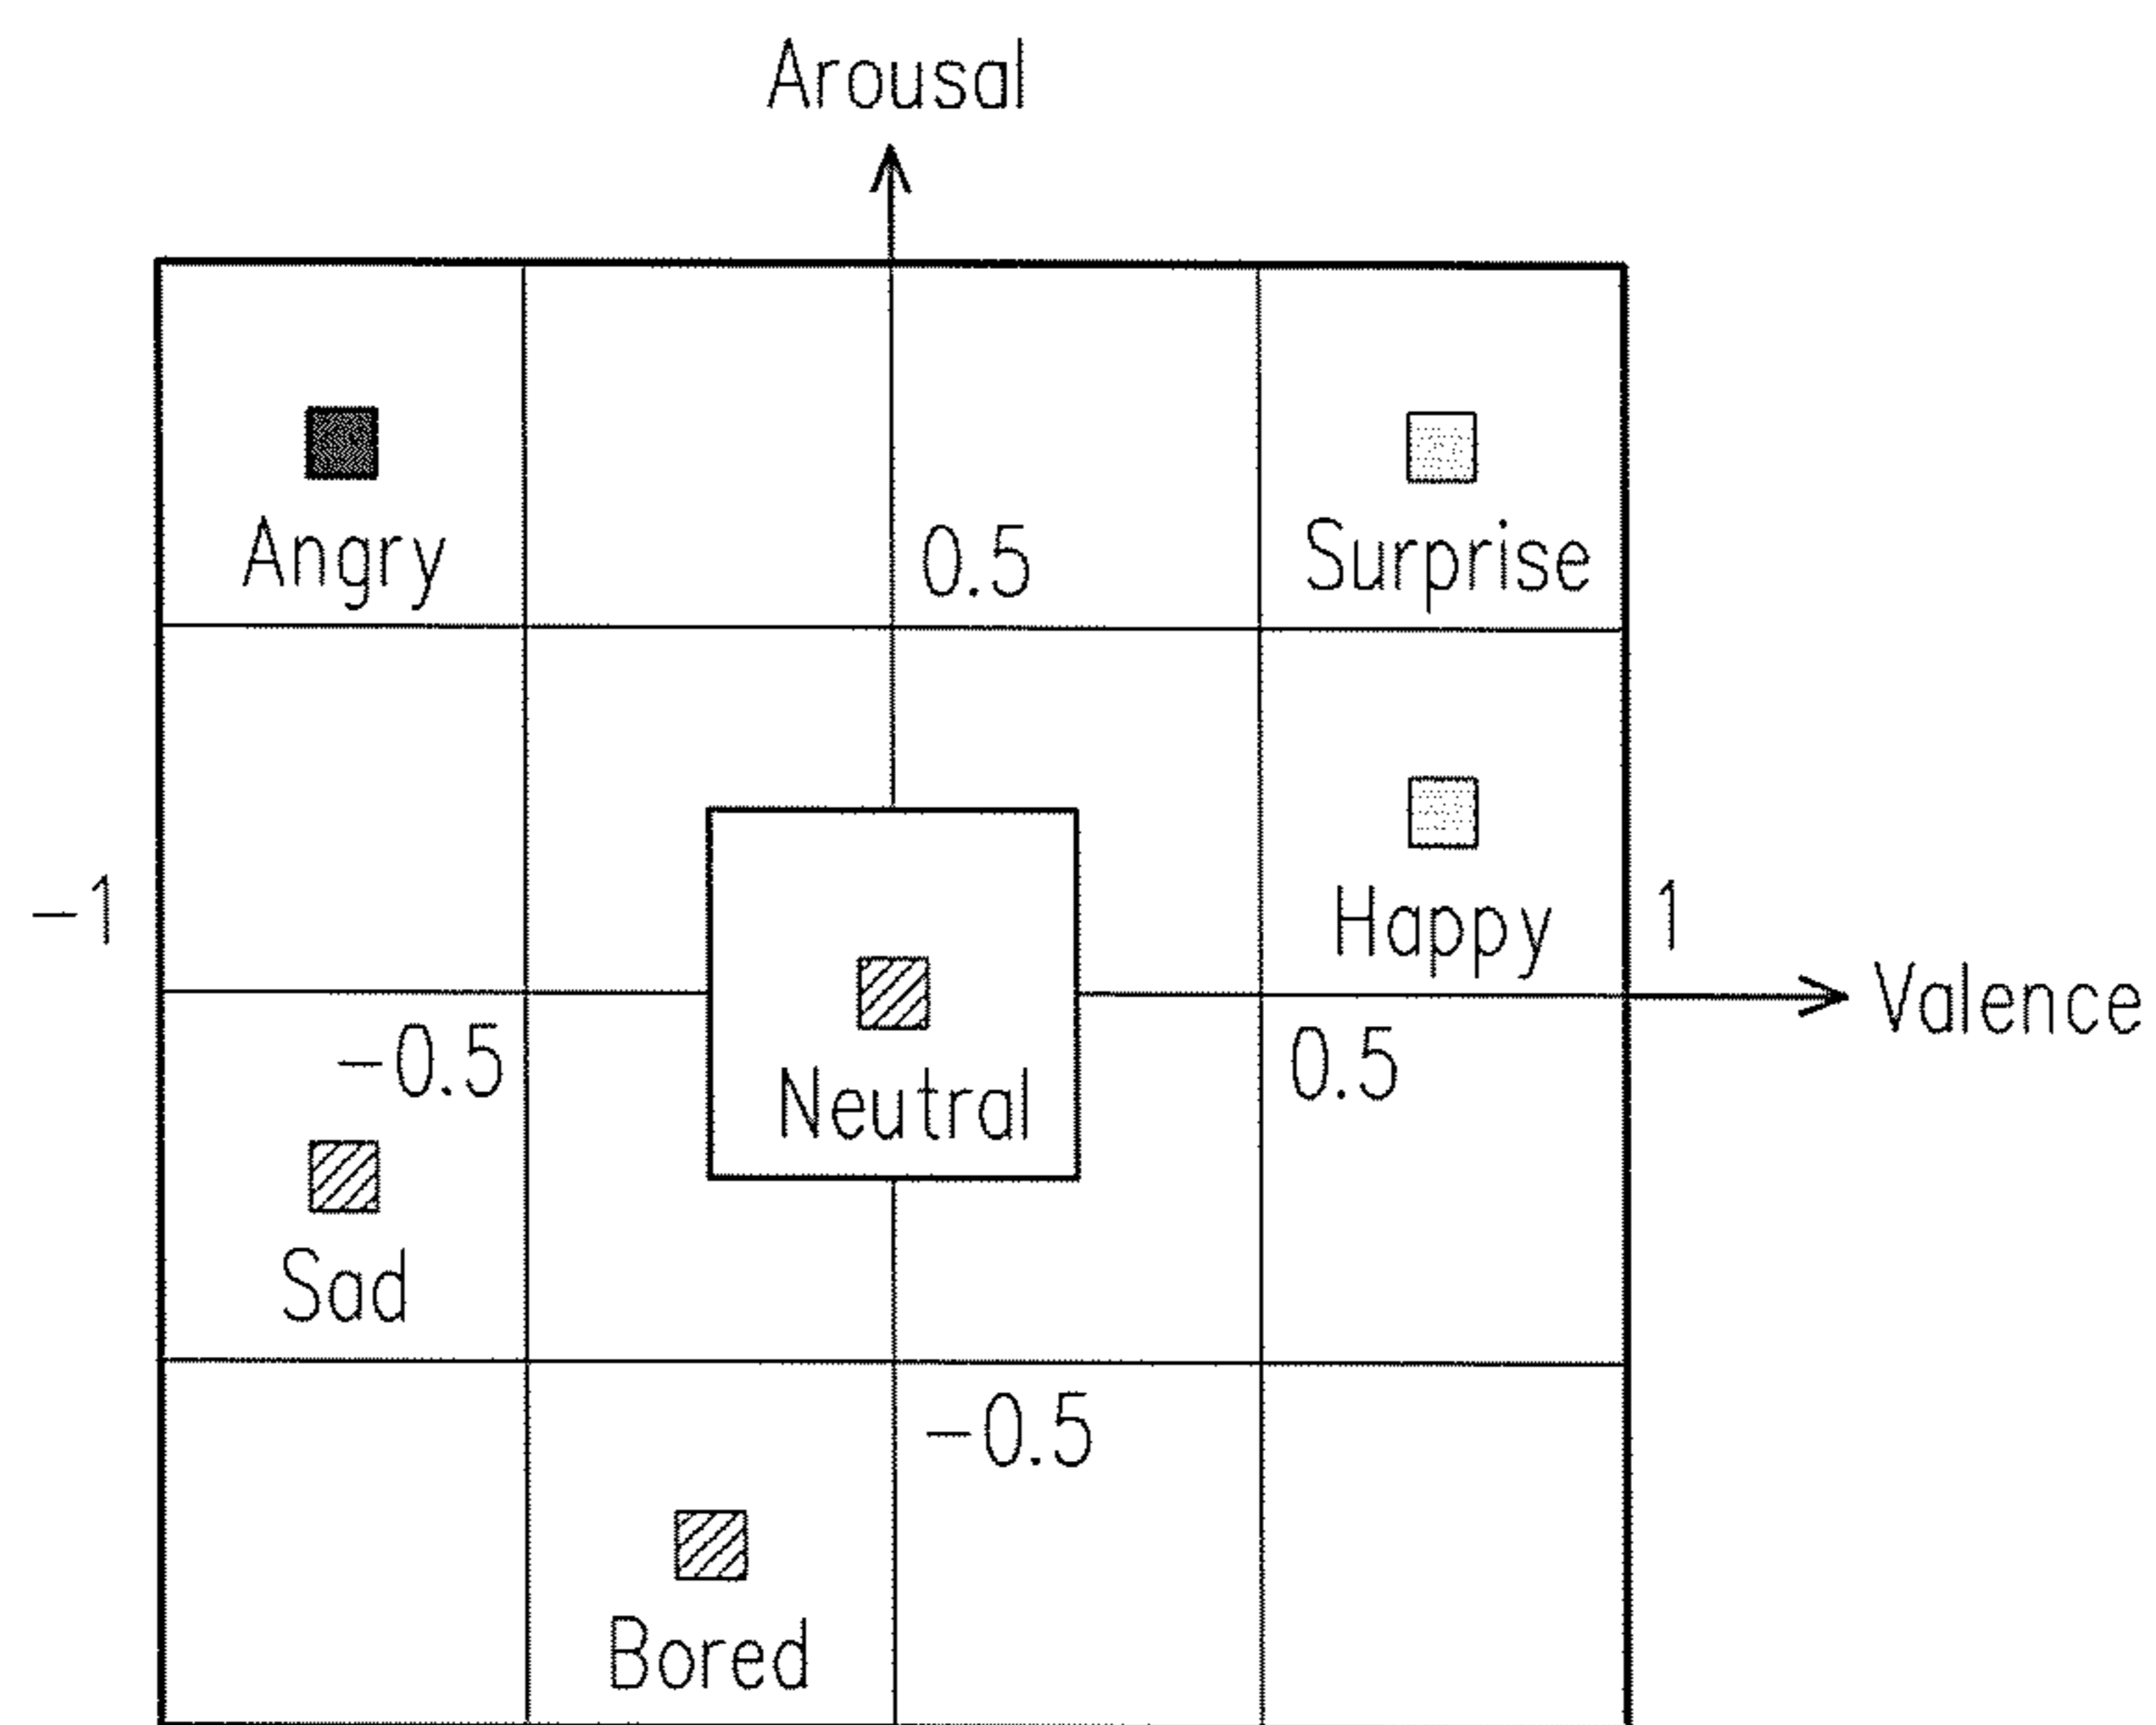 Arousal
Angry
0.5
Surprise
-1
Happy
1
Valence
-0.5
Neutral
0.5
Sad
-0.5
Bored